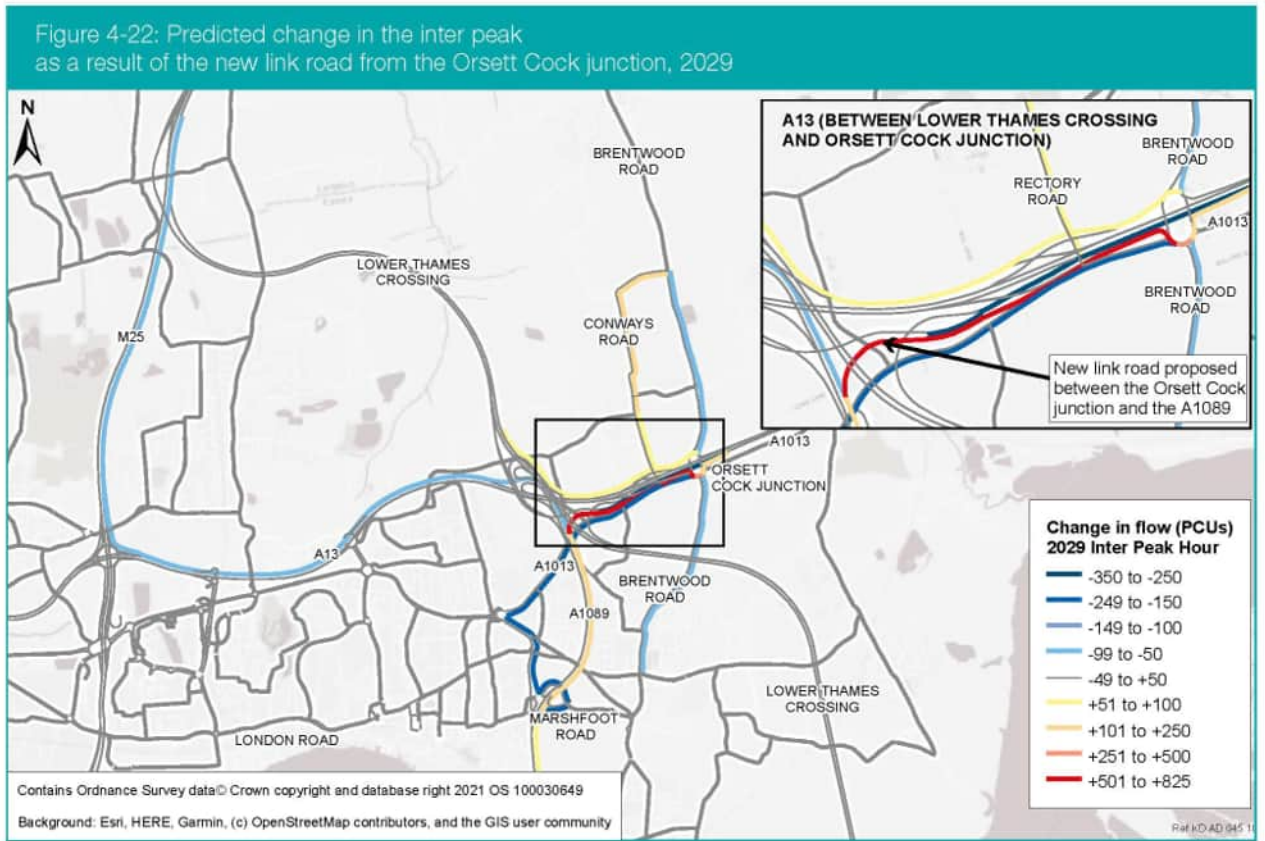 Figure 4-22: Predicted change in the inter peak
as a result of the new link road from the Orsett Cock junction, 2029
N
BRENTWOOD
ROAD
LOWER THAMES
CROSSING
M25
CONWAYS
ROAD
A1013
ORSETT
COCK JUNCTION
A13
A1013
BRENTWOOD
ROAD
A1089
LOWER THAMES
CROSSING
MARSHFOOT
ROAD
LONDON ROAD
A13 (BETWEEN LOWER THAMES CROSSING
AND ORSETT COCK JUNCTION)
BRENTWOOD
ROAD
RECTORY
ROAD
A1013
BRENTWOOD
ROAD
New link road proposed
between the Orsett Cock
junction and the A1089
Change in flow (PCUs)
2029 Inter Peak Hour
-350 to -250
-249 to -150
-149 to -100
-99 to -50
-49 to +50
+51 to +100
+101 to +250
+251 to +500
+501 to +825
Contains Ordnance Survey data© Crown copyright and database right 2021 OS 100030649
Background: Esri, HERE, Garmin, (c) OpenStreetMap contributors, and the GIS user community